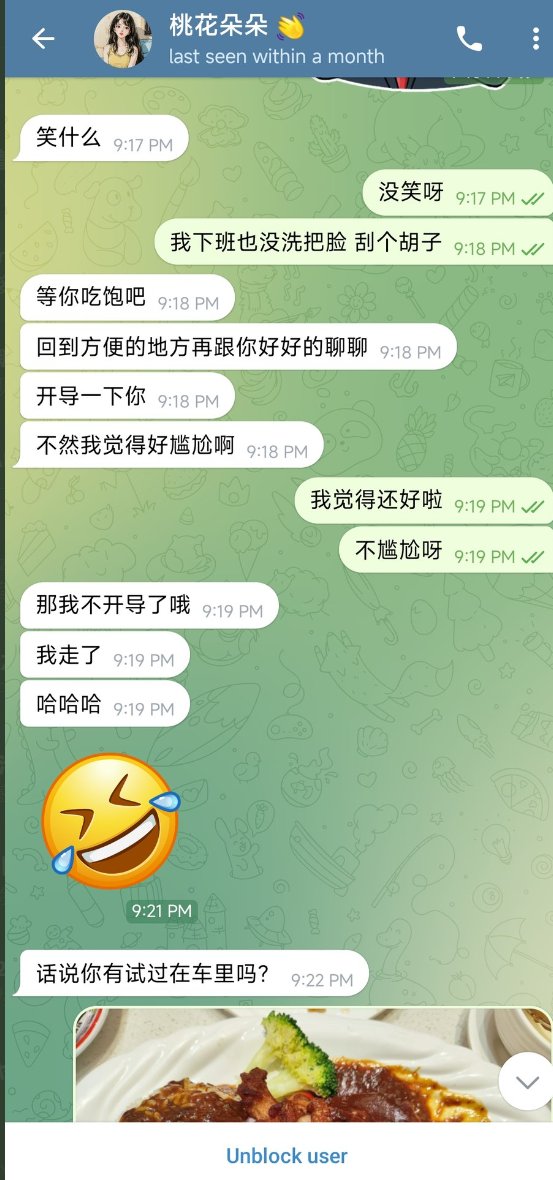 桃花朵朵 👋
last seen within a month
笑什么 9:17 PM
没笑呀 9:17 PM
我下班也没洗把脸 刮个胡子 9:18 PM
等你吃饱吧 9:18 PM
回到方便的地方再跟你好好的聊聊 9:18 PM
开导一下你 9:18 PM
不然我觉得好尴尬啊 9:18 PM
我觉得还好啦 9:19 PM
不尴尬呀 9:19 PM
那我不开导了哦 9:19 PM
我走了 9:19 PM
哈哈哈 9:19 PM
9:21 PM
话说你有试过在车里吗? 9:22 PM
Unblock user